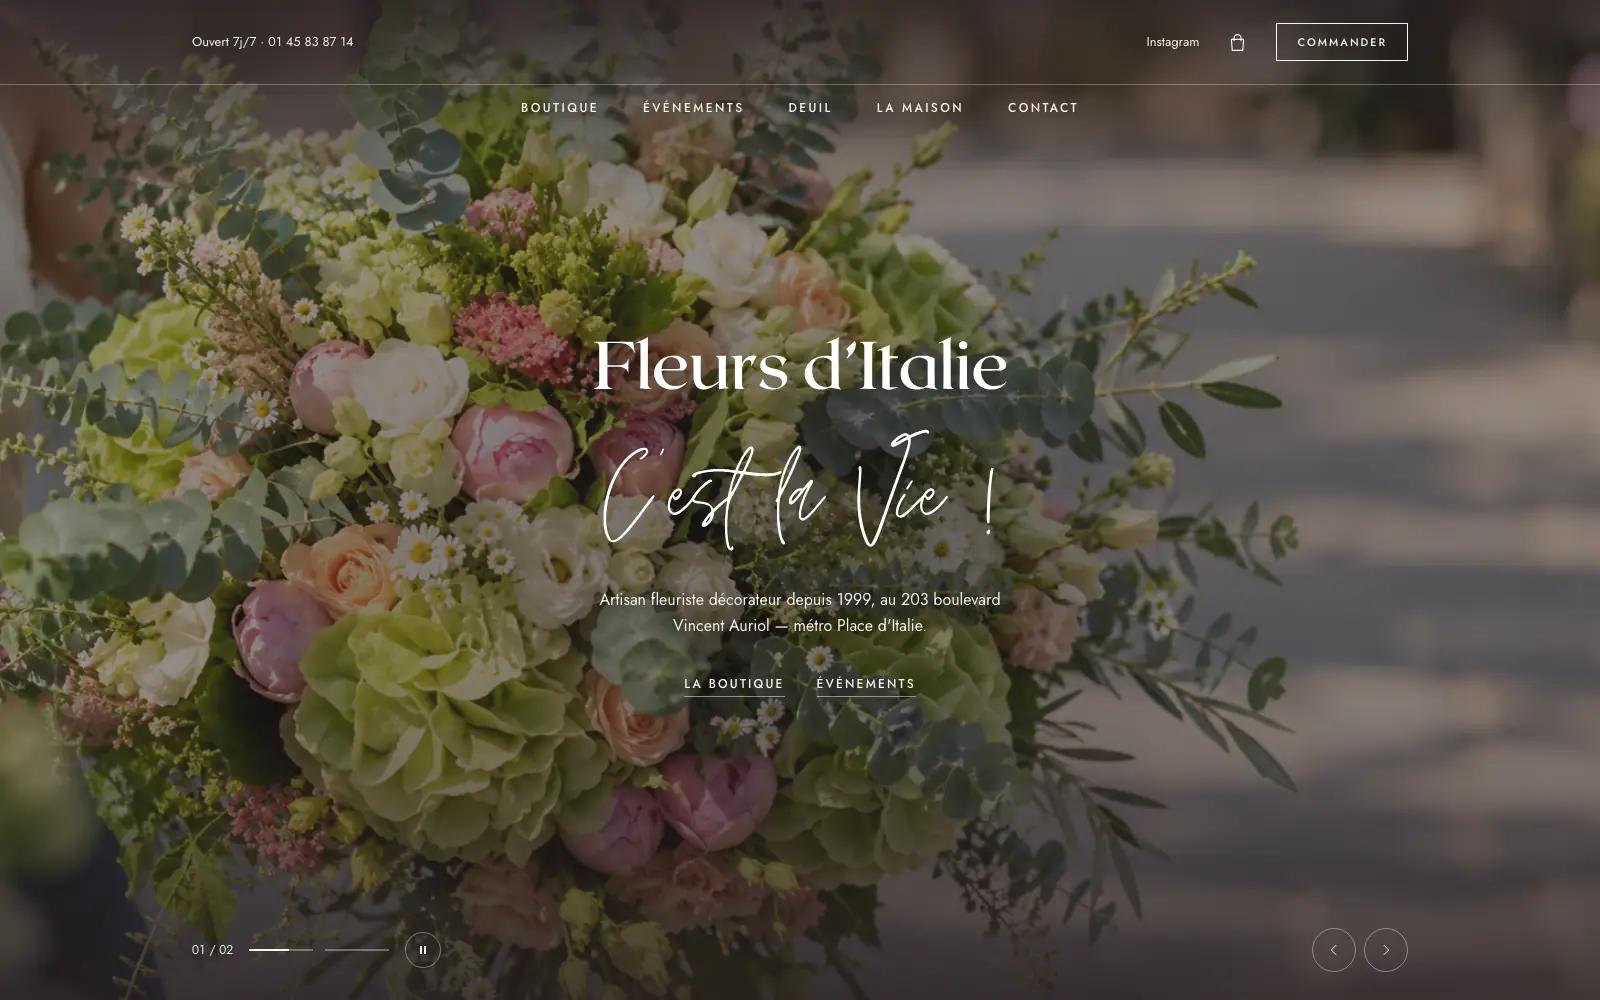 Ouvert 7j/7 · 01 45 83 87 14
Instagram
COMMANDER
BOUTIQUE ÉVÉNEMENTS DEUIL LA MAISON CONTACT
Fleurs d’Italie
C'est la Vie !
Artisan fleuriste décorateur depuis 1999, au 203 boulevard
Vincent Auriol — métro Place d'Italie.
LA BOUTIQUE ÉVÉNEMENTS
01 / 02